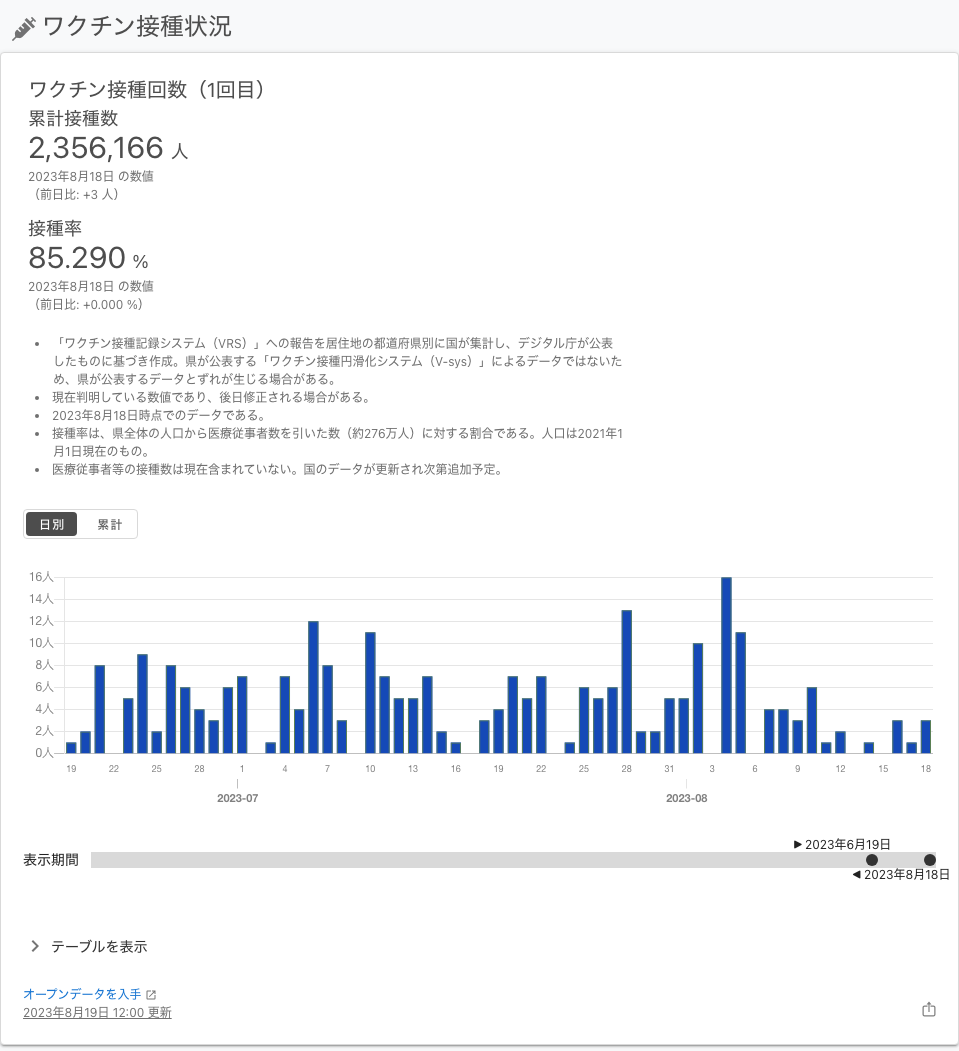 ワクチン接種状況
ワクチン接種回数（1回目）
累計接種数
2,356,166 人
2023年8月18日 の数値
（前日比: +3 人）
接種率
85.290 %
2023年8月18日 の数値
（前日比: +0.000 %）
• 「ワクチン接種記録システム（VRS）」への報告を居住地の都道府県別に国が集計し、デジタル庁が公表
したものに基づき作成。県が公表する「ワクチン接種円滑化システム（V-sys）」によるデータではないた
め、県が公表するデータとずれが生じる場合がある。
• 現在判明している数値であり、後日修正される場合がある。
• 2023年8月18日時点でのデータである。
• 接種率は、県全体の人口から医療従事者数を引いた数（約276万人）に対する割合である。人口は2021年1
月1日現在のもの。
• 医療従事者等の接種数は現在含まれていない。国のデータが更新され次第追加予定。
日別 累計
16人
14人
12人
10人
8人
6人
4人
2人
0人
19 22 25 28 1 4 7 10 13 16 19 22 25 28 31 3 6 9 12 15 18
2023-07 2023-08
▶ 2023年6月19日
表示期間
◀ 2023年8月18日
テーブルを表示
オープンデータを入手
2023年8月19日 12:00 更新